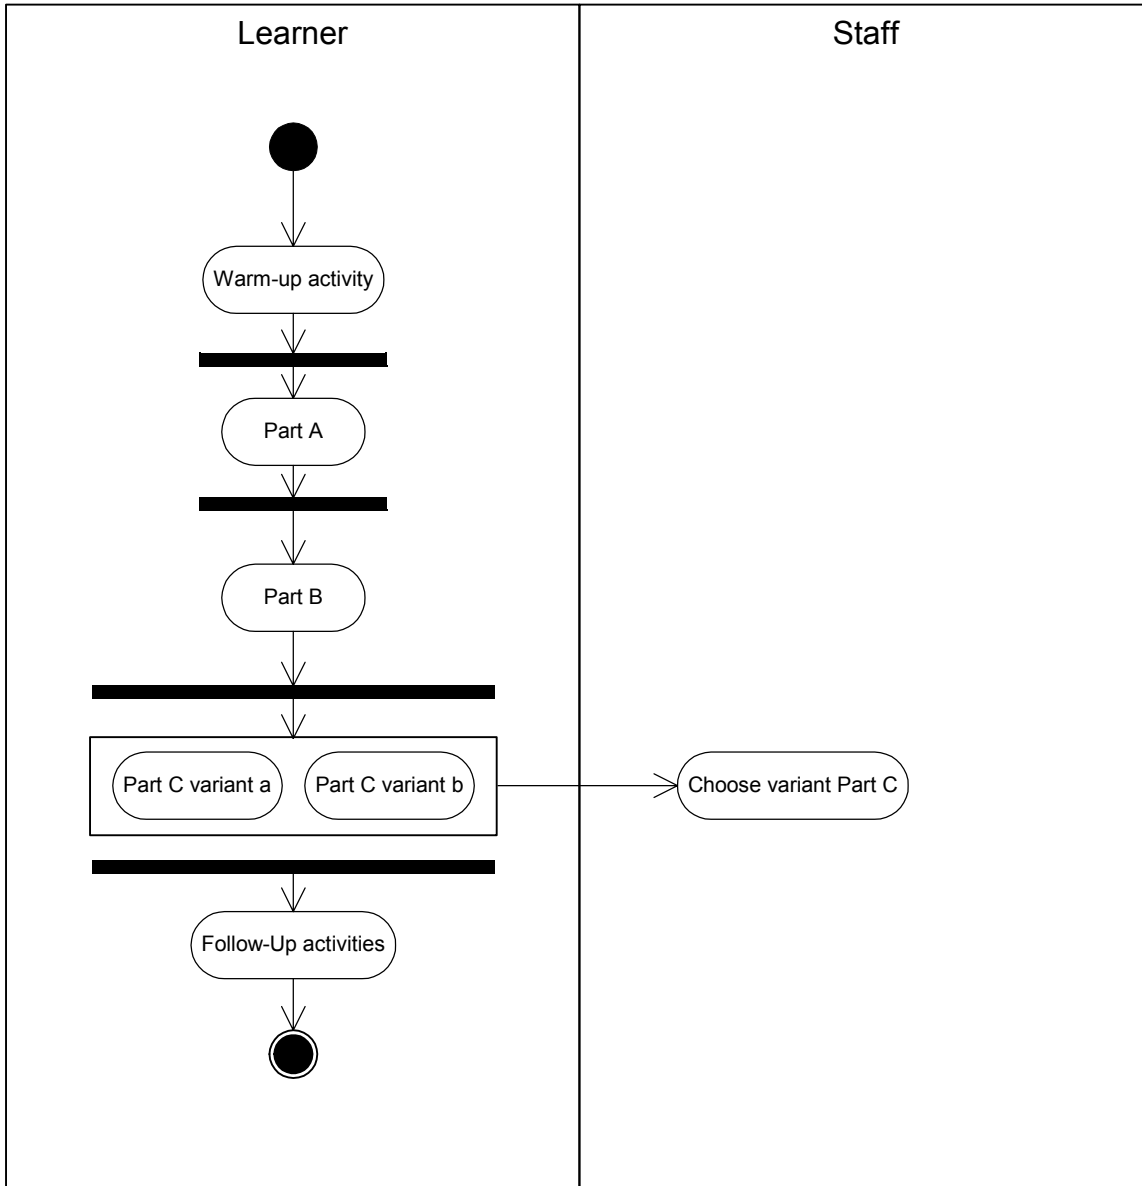 Learner
Staff
Warm-up activity
Part A
Part B
Part C variant a
Part C variant b
Choose variant Part C
Follow-Up activities